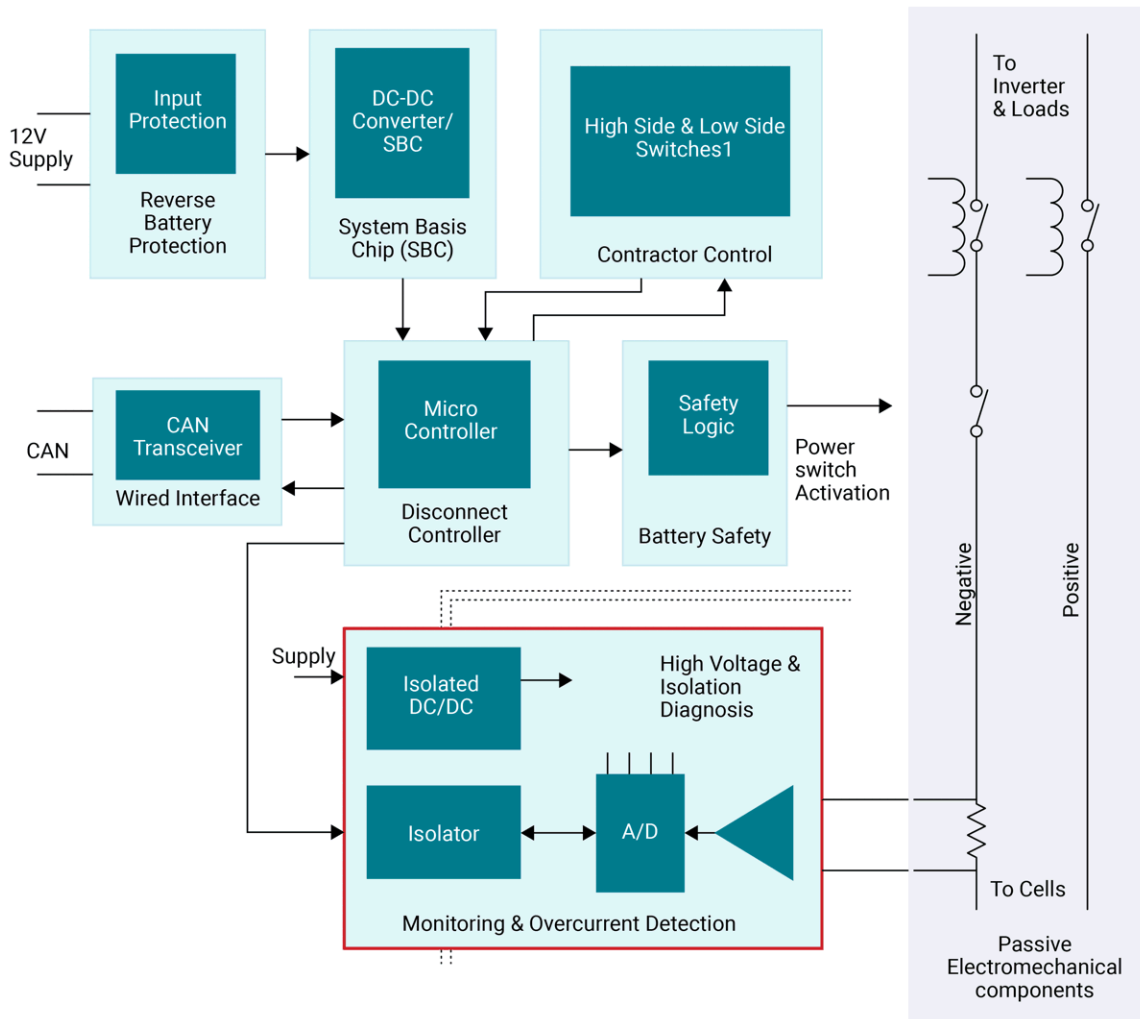 12V
Supply
Input
Protection
Reverse
Battery
Protection
DC-DC
Converter/
SBC
System Basis
Chip (SBC)
High Side & Low Side
Switches1
Contractor Control
To
Inverter
& Loads
CAN
CAN
Transceiver
Wired Interface
Micro
Controller
Disconnect
Controller
Safety
Logic
Battery Safety
Power
switch
Activation
Negative
Positive
Supply
Isolated
DC/DC
High Voltage &
Isolation
Diagnosis
Isolator
A/D
Monitoring & Overcurrent Detection
To Cells
Passive
Electromechanical
components